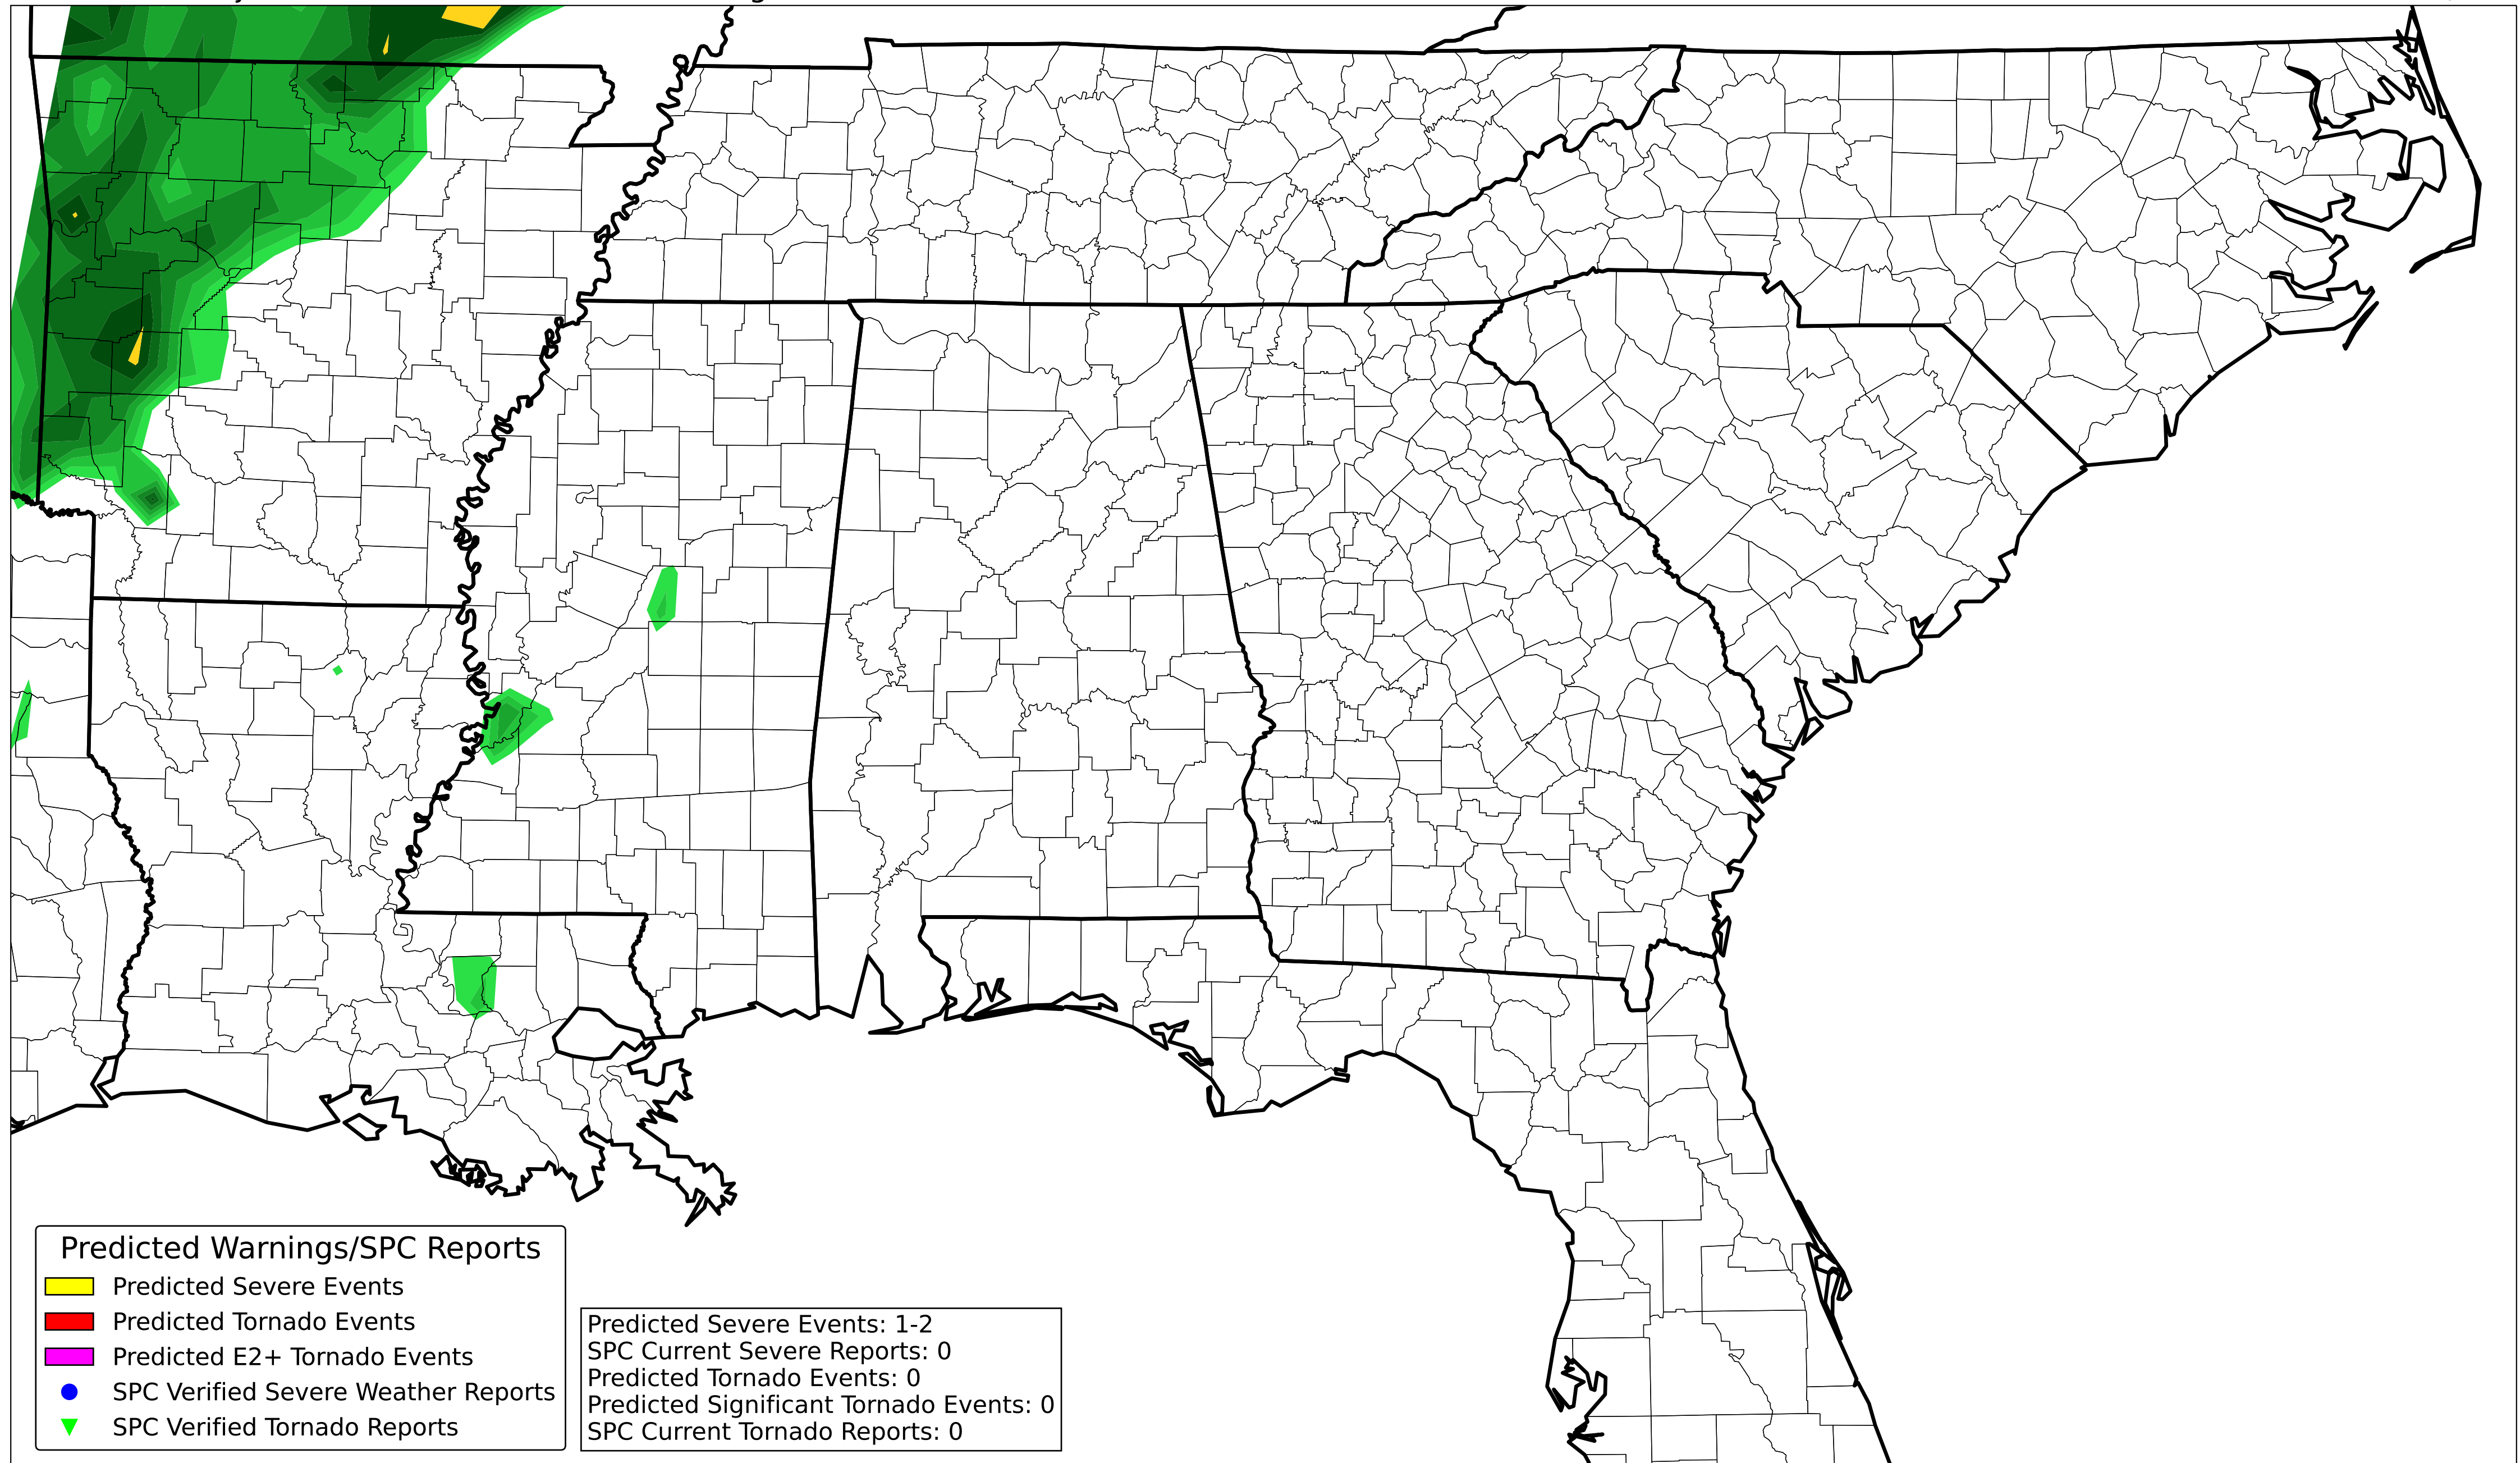 Predicted Warnings/SPC Reports
Predicted Severe Events
Predicted Tornado Events
Predicted E2+ Tornado Events
SPC Verified Severe Weather Reports
SPC Verified Tornado Reports
Predicted Severe Events: 1-2
SPC Current Severe Reports: 0
Predicted Tornado Events: 0
Predicted Significant Tornado Events: 0
SPC Current Tornado Reports: 0